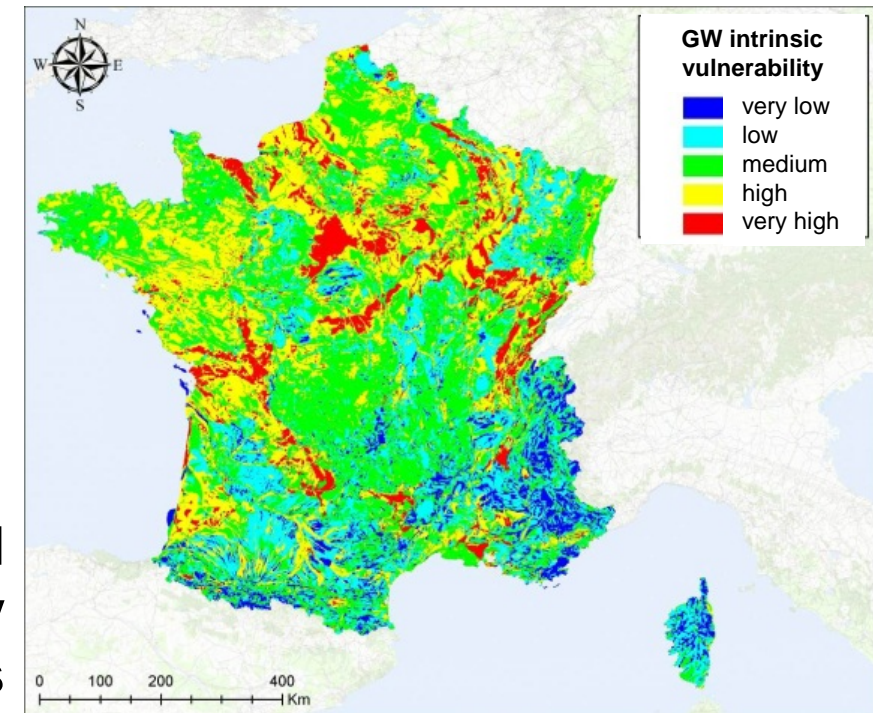 N
W E
S
GW intrinsic
vulnerability
very low
low
medium
high
very high
0 100 200 400
Km